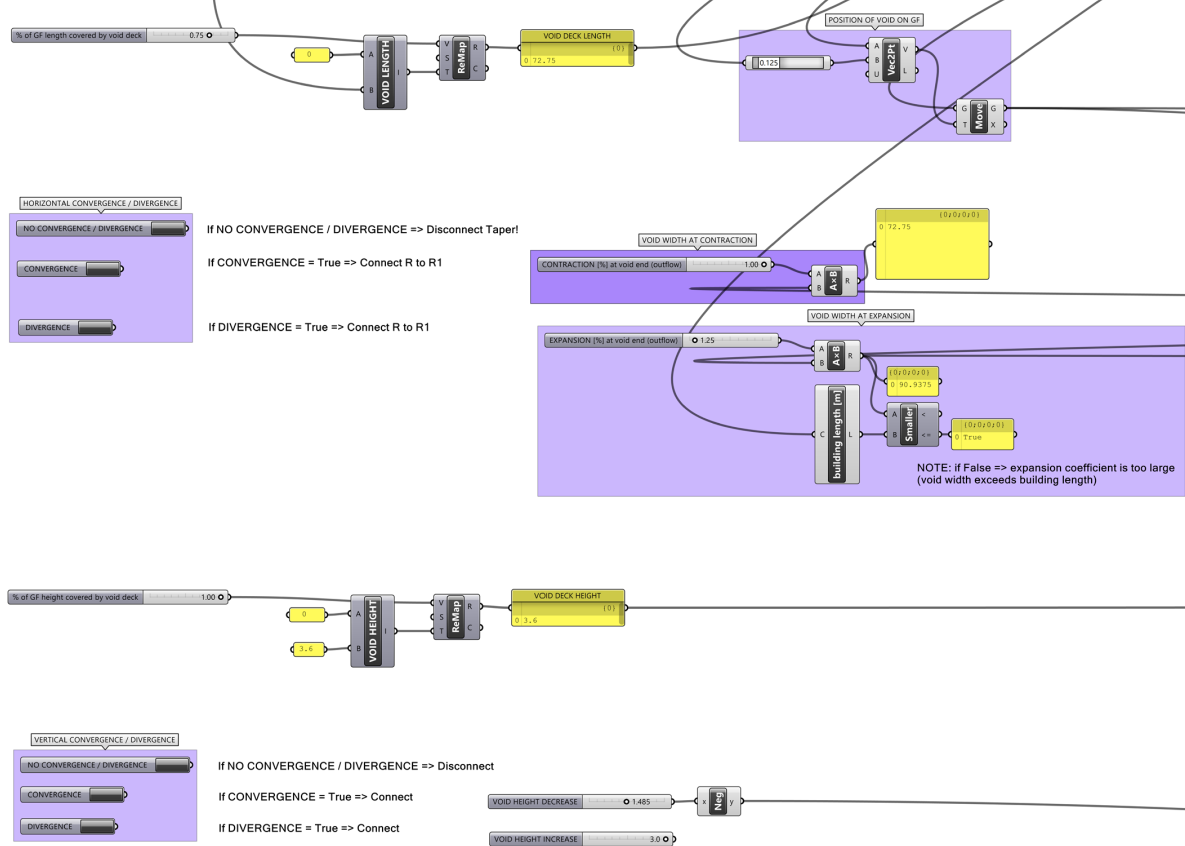 % of GF length covered by void deck
0.75
0
A
B
VOID LENGTH
I
V
S
T
ReMap
R
C
VOID DECK LENGTH
{0}
0 72.75
POSITION OF VOID ON GF
0.125
A
B
U
Vec2Pt
V
L
G
T
Move
G
X
HORIZONTAL CONVERGENCE / DIVERGENCE
NO CONVERGENCE / DIVERGENCE
If NO CONVERGENCE / DIVERGENCE => Disconnect Taper!
CONVERGENCE
If CONVERGENCE = True => Connect R to R1
DIVERGENCE
If DIVERGENCE = True => Connect R to R1
VOID WIDTH AT CONTRACTION
CONTRACTION [%] at void end (outflow)
1.00
A
B
A×B
R
{0;0;0;0}
0 72.75
VOID WIDTH AT EXPANSION
EXPANSION [%] at void end (outflow)
1.25
A
B
A×B
R
{0;0;0;0}
0 90.9375
C
building length [m]
L
A
B
Smaller
<
<=
{0;0;0;0}
0 True
NOTE: if False => expansion coefficient is too large
(void width exceeds building length)
% of GF height covered by void deck
1.00
0
3.6
A
B
VOID HEIGHT
I
V
S
T
ReMap
R
C
VOID DECK HEIGHT
{0}
0 3.6
VERTICAL CONVERGENCE / DIVERGENCE
NO CONVERGENCE / DIVERGENCE
If NO CONVERGENCE / DIVERGENCE => Disconnect
CONVERGENCE
If CONVERGENCE = True => Connect
DIVERGENCE
If DIVERGENCE = True => Connect
VOID HEIGHT DECREASE
1.485
x
Neg
y
VOID HEIGHT INCREASE
3.0